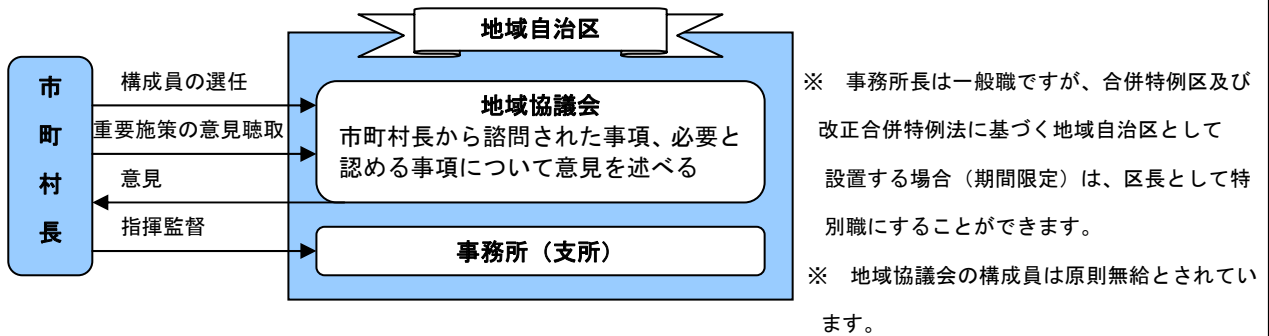 地域自治区
市町村長
構成員の選任
重要施策の意見聴取
意見
指揮監督
地域協議会
市町村長から諮問された事項、必要と
認める事項について意見を述べる
事務所（支所）
※　事務所長は一般職ですが、合併特例区及び
改正合併特例法に基づく地域自治区として
設置する場合（期間限定）は、区長として特
別職にすることができます。
※　地域協議会の構成員は原則無給とされてい
ます。